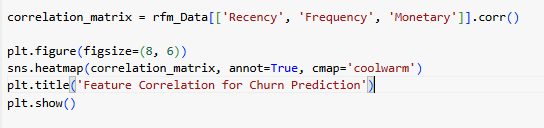 correlation_matrix = rfm_Data[['Recency', 'Frequency', 'Monetary']].corr()
plt.figure(figsize=(8, 6))
sns.heatmap(correlation_matrix, annot=True, cmap='coolwarm')
plt.title('Feature Correlation for Churn Prediction')
plt.show()